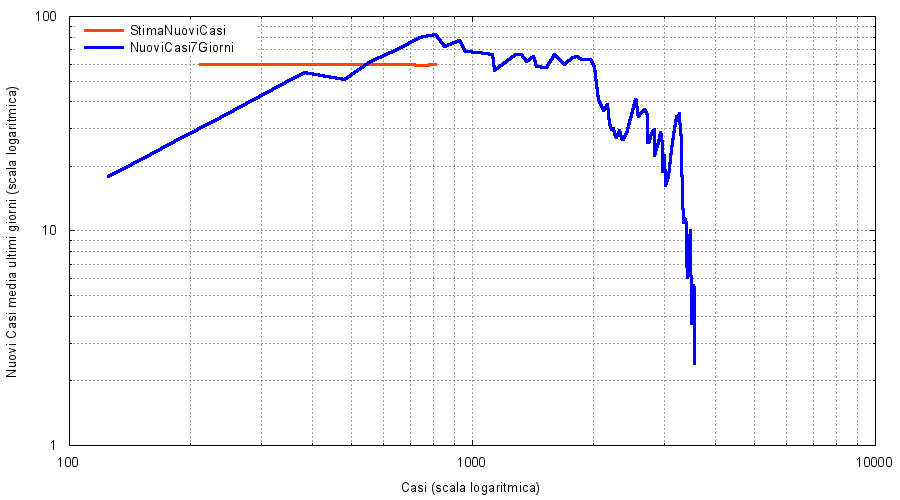 100
StimaNuoviCasi
NuoviCasi7Giorni
Nuovi Casi media ultimi giorni (scala logaritmica)
10
1
100
1000
10000
Casi (scala logaritmica)